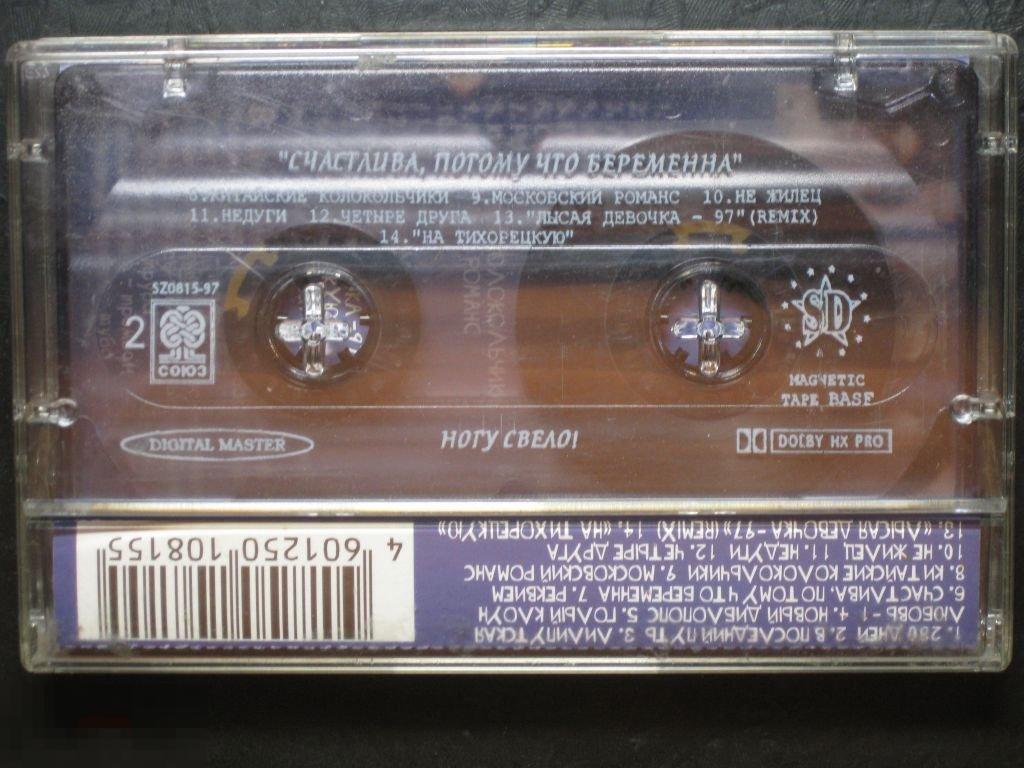 "СЧАСТЛИВА, ПОТОМУ ЧТО БЕРЕМЕННА"
8.КИТАЙСКИЕ КОЛОКОЛЬЧИКИ 9.МОСКОВСКИЙ РОМАНС 10.НЕ ЖИЛЕЦ
11.НЕДУГИ 12.ЧЕТЫРЕ ДРУГА 13."ЛЫСАЯ ДЕВОЧКА - 97"(REMIX)
14."НА ТИХОРЕЦКУЮ"
SZ0815-97
2
СОЮЗ
SD
MAGNETIC
TAPE BASF
DIGITAL MASTER
НОГУ СВЕЛО!
DOLBY HX PRO
1. 280 ДНЕЙ 2. В ПОСЛЕДНИЙ ПУТЬ 3. ЛИЛИПУТСКАЯ
ЛЮБОВЬ-1 4. НОВЫЙ ДИБЛОПОПС 5. ГОЛЫЙ КЛОУН
6. СЧАСТЛИВА, ПОТОМУ ЧТО БЕРЕМЕННА 7. РЕКВИЕМ
8. КИТАЙСКИЕ КОЛОКОЛЬЧИКИ 9. МОСКОВСКИЙ РОМАНС
10. НЕ ЖИЛЕЦ 11. НЕДУГИ 12. ЧЕТЫРЕ ДРУГА
13. «ЛЫСАЯ ДЕВОЧКА-97» (REMIX) 14. «НА ТИХОРЕЦКУЮ»
4 601250 108155